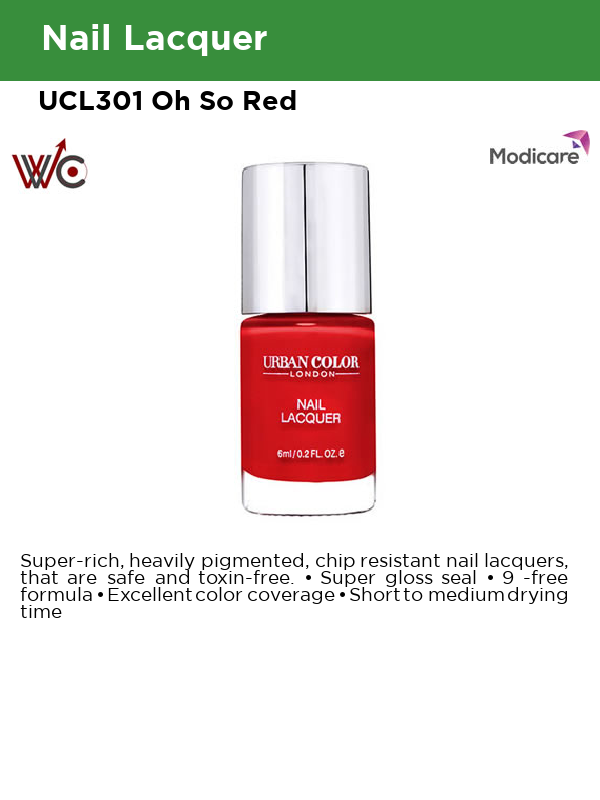 Nail Lacquer
UCL301 Oh So Red
WC
Modicare
URBAN COLOR
LONDON
NAIL
LACQUER
6ml/0.2 FL. OZ. e
Super-rich, heavily pigmented, chip resistant nail lacquers,
that are safe and toxin-free. • Super gloss seal • 9 -free
formula • Excellent color coverage • Short to medium drying
time